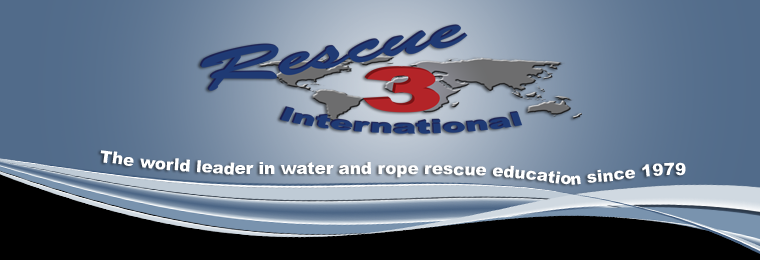 Rescue
3
International
The world leader in water and rope rescue education since 1979